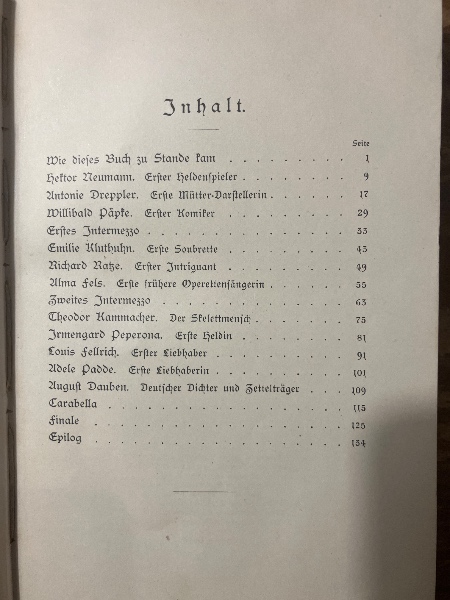 Inhalt.
Seite
Wie dieses Buch zu Stande kam . . . . . . . . 1
Hektor Neumann. Erster Heldenspieler . . . . . . . 9
Antonie Dreppler. Erste Mütter-Darstellerin . . . . . 17
Willibald Päpke. Erster Komiker . . . . . . . . 29
Erstes Intermezzo . . . . . . . . . . . 33
Emilie Kluthuhn. Erste Soubrette . . . . . . . . 45
Richard Ratze. Erster Intriguant . . . . . . . . 49
Alma Fels. Erste frühere Operettensängerin . . . . . 55
Zweites Intermezzo . . . . . . . . . . . 63
Theodor Kammacher. Der Skelettmensch . . . . . . 75
Irmengard Peperona. Erste Heldin . . . . . . . 81
Louis Fellrich. Erster Liebhaber . . . . . . . . 91
Adele Padde. Erste Liebhaberin . . . . . . . . 101
August Dauben. Deutscher Dichter und Zettelträger . . . 109
Carabella . . . . . . . . . . . . . 115
Finale . . . . . . . . . . . . . . 125
Epilog . . . . . . . . . . . . . . 134